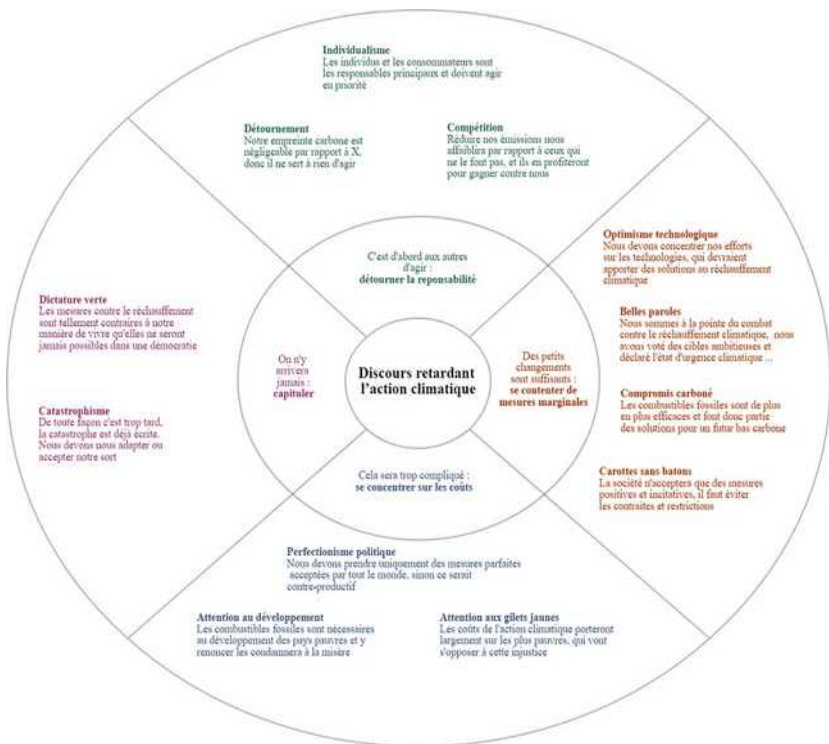 Individualisme
Les individus et les consommateurs sont
les responsables principaux et doivent agir
en priorité
Détournement
Notre empreinte carbone est
négligeable par rapport à X,
donc il ne sert à rien d'agir
Compétition
Réduire nos émissions nous
affaiblira par rapport à ceux qui
ne le font pas, et ils en profiteront
pour gagner contre nous
C'est d'abord aux autres
d'agir :
détourner la reponsabilité
Optimisme technologique
Nous devons concentrer nos efforts
sur les technologies, qui devraient
apporter des solutions au réchauffement
climatique
Belles paroles
Nous sommes à la pointe du combat
contre le réchauffement climatique, nous
avons voté des cibles ambitieuses et
déclaré l'état d'urgence climatique ...
Compromis carboné
Les combustibles fossiles sont de plus
en plus efficaces et font donc partie
des solutions pour un futur bas carbone
Carottes sans batons
La société n'acceptera que des mesures
positives et incitatives, il faut éviter
les contraites et restrictions
Des petits
changements
sont suffisants :
se contenter de
mesures marginales
Discours retardant
l'action climatique
On n'y
arrivera
jamais :
capituler
Dictature verte
Les mesures contre le réchauffement
sont tellement contraires à notre
manière de vivre qu'elles ne seront
jamais possibles dans une démocratie
Catastrophisme
De toute façon c'est trop tard,
la catastrophe est déjà écrite.
Nous devons nous adapter ou
accepter notre sort
Cela sera trop compliqué :
se concentrer sur les coûts
Perfectionisme politique
Nous devons prendre uniquement des mesures parfaites
acceptées par tout le monde, sinon ce serait
contre-productif
Attention au développement
Les combustibles fossiles sont nécessaires
au développement des pays pauvres et y
renoncer les condamnera à la misère
Attention aux gilets jaunes
Les coûts de l'action climatique porteront
largement sur les plus pauvres, qui vont
s'opposer à cette injustice